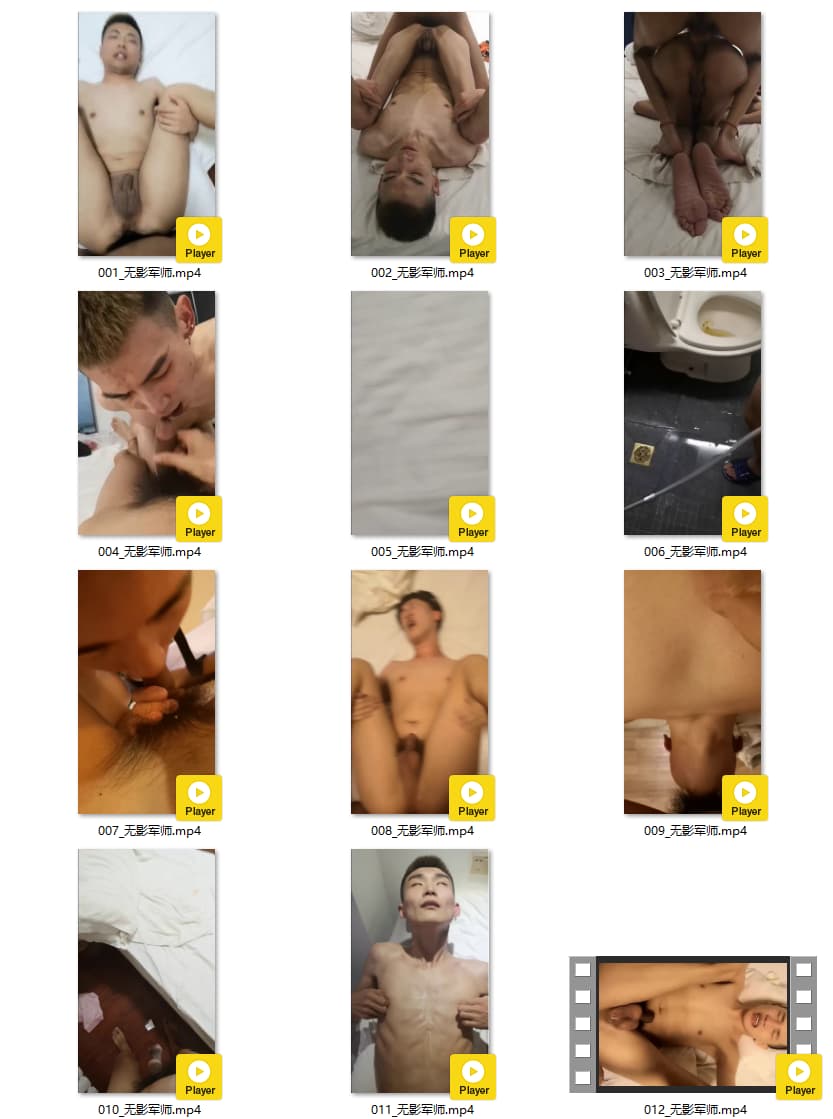 Player
Player
Player
001_无影军师.mp4
002_无影军师.mp4
003_无影军师.mp4
Player
Player
Player
004_无影军师.mp4
005_无影军师.mp4
006_无影军师.mp4
Player
Player
Player
007_无影军师.mp4
008_无影军师.mp4
009_无影军师.mp4
Player
Player
Player
010_无影军师.mp4
011_无影军师.mp4
012_无影军师.mp4